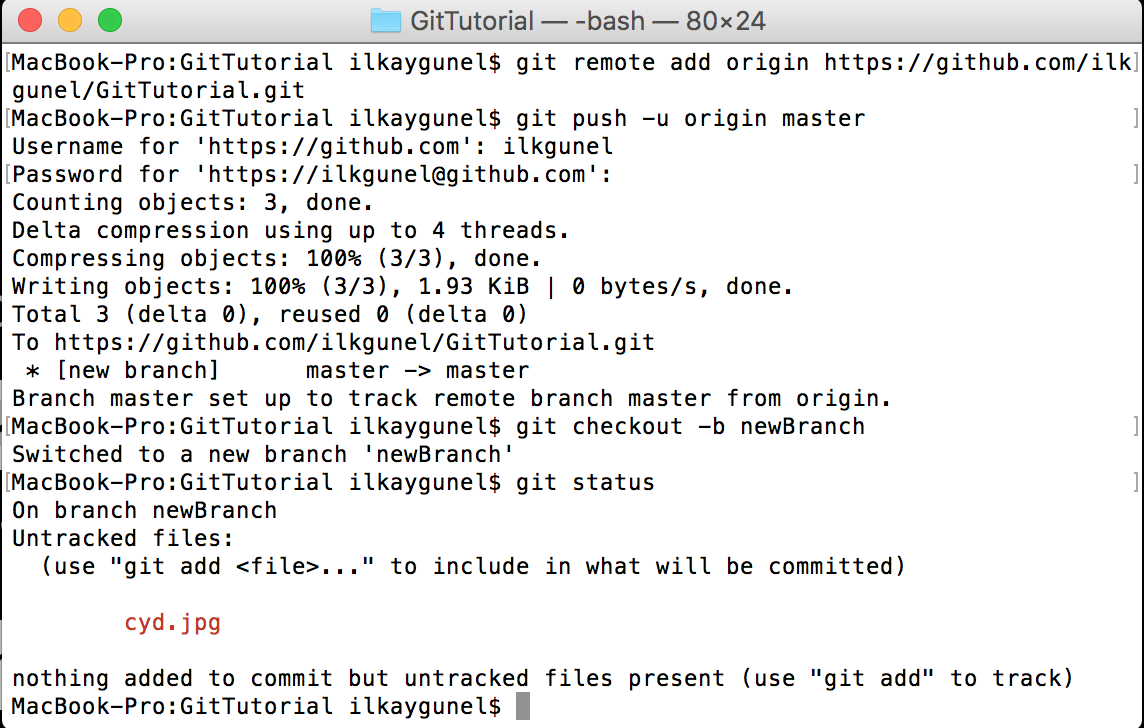 GitTutorial — -bash — 80×24
[MacBook-Pro:GitTutorial ilkaygunel$ git remote add origin https://github.com/ilk]
gunel/GitTutorial.git
[MacBook-Pro:GitTutorial ilkaygunel$ git push -u origin master ]
Username for 'https://github.com': ilkgunel
[Password for 'https://ilkgunel@github.com': ]
Counting objects: 3, done.
Delta compression using up to 4 threads.
Compressing objects: 100% (3/3), done.
Writing objects: 100% (3/3), 1.93 KiB | 0 bytes/s, done.
Total 3 (delta 0), reused 0 (delta 0)
To https://github.com/ilkgunel/GitTutorial.git
 * [new branch]      master -> master
Branch master set up to track remote branch master from origin.
[MacBook-Pro:GitTutorial ilkaygunel$ git checkout -b newBranch ]
Switched to a new branch 'newBranch'
[MacBook-Pro:GitTutorial ilkaygunel$ git status ]
On branch newBranch
Untracked files:
  (use "git add <file>..." to include in what will be committed)
        cyd.jpg
nothing added to commit but untracked files present (use "git add" to track)
MacBook-Pro:GitTutorial ilkaygunel$